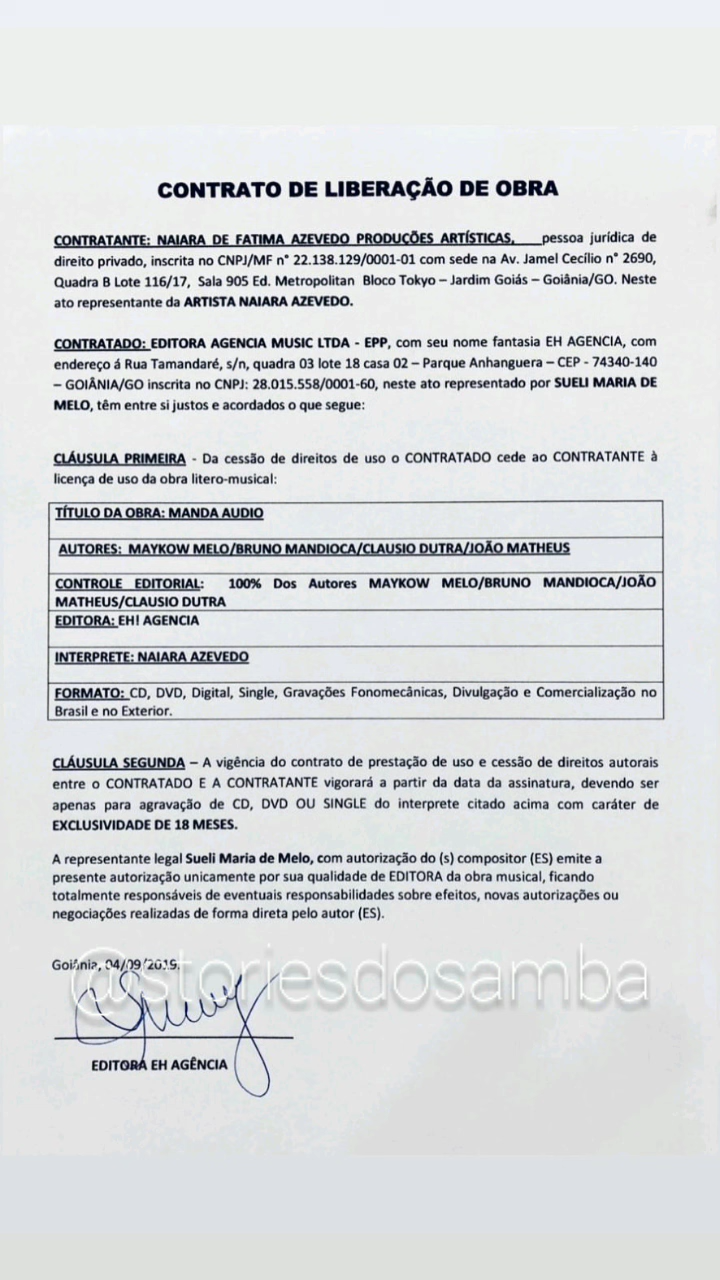 CONTRATO DE LIBERAÇÃO DE OBRA
CONTRATANTE: NAIARA DE FATIMA AZEVEDO PRODUCÕES ARTÍSTICAS, pessoa jurídica de
direito privado, inscrita no CNPJ/MF n° 22.138.129/0001-01 com sede na Av. Jamel Cecílio n° 2690,
Quadra B Lote 116/17, Sala 905 Ed. Metropolitan Bloco Tokyo – Jardim Goiás – Goiânia/GO. Neste
ato representante da ARTISTA NAIARA AZEVEDO.
CONTRATADO: EDITORA AGENCIA MUSIC LTDA - EPP, com seu nome fantasia EH AGENCIA, com
endereço á Rua Tamandaré, s/n, quadra 03 lote 18 casa 02 – Parque Anhanguera – CEP - 74340-140
– GOIÂNIA/GO inscrita no CNPJ: 28.015.558/0001-60, neste ato representado por SUELI MARIA DE
MELO, têm entre si justos e acordados o que segue:
CLÁUSULA PRIMEIRA - Da cessão de direitos de uso o CONTRATADO cede ao CONTRATANTE à
licença de uso da obra lítero-musical:
TÍTULO DA OBRA: MANDA AUDIO
AUTORES: MAYKOW MELO/BRUNO MANDIOCA/CLAUSIO DUTRA/JOÃO MATHEUS
CONTROLE EDITORIAL: 100% Dos Autores MAYKOW MELO/BRUNO MANDIOCA/JOÃO
MATHEUS/CLAUSIO DUTRA
EDITORA: EH! AGENCIA
INTERPRETE: NAIARA AZEVEDO
FORMATO: CD, DVD, Digital, Single, Gravações Fonomecânicas, Divulgação e Comercialização no
Brasil e no Exterior.
CLÁUSULA SEGUNDA – A vigência do contrato de prestação de uso e cessão de direitos autorais
entre o CONTRATADO E A CONTRATANTE vigorará a partir da data da assinatura, devendo ser
apenas para agravação de CD, DVD OU SINGLE do interprete citado acima com caráter de
EXCLUSIVIDADE DE 18 MESES.
A representante legal Sueli Maria de Melo, com autorização do (s) compositor (ES) emite a
presente autorização unicamente por sua qualidade de EDITORA da obra musical, ficando
totalmente responsáveis de eventuais responsabilidades sobre efeitos, novas autorizações ou
negociações realizadas de forma direta pelo autor (ES).
Goiânia, 04/09/2019.
@storiesdosamba
EDITORA EH AGÊNCIA